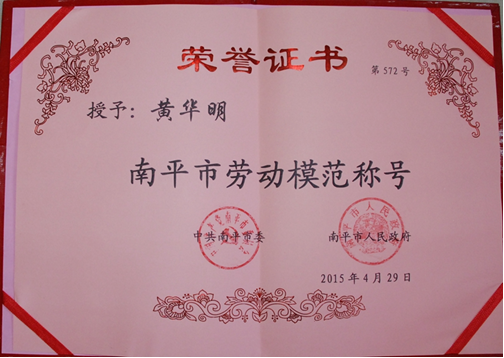 荣誉证书
第572号
授予：黄华明
南平市劳动模范称号
中共南平市委 南平市人民政府
2015年4月29日